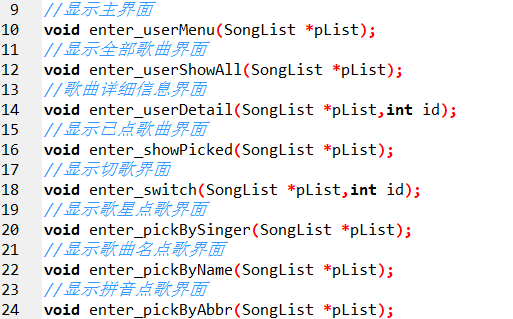 9 //显示主界面
10 void enter_userMenu(SongList *pList);
11 //显示全部歌曲界面
12 void enter_userShowAll(SongList *pList);
13 //歌曲详细信息界面
14 void enter_userDetail(SongList *pList,int id);
15 //显示已点歌曲界面
16 void enter_showPicked(SongList *pList);
17 //显示切歌界面
18 void enter_switch(SongList *pList,int id);
19 //显示歌星点歌界面
20 void enter_pickBySinger(SongList *pList);
21 //显示歌曲名点歌界面
22 void enter_pickByName(SongList *pList);
23 //显示拼音点歌界面
24 void enter_pickByAbbr(SongList *pList);